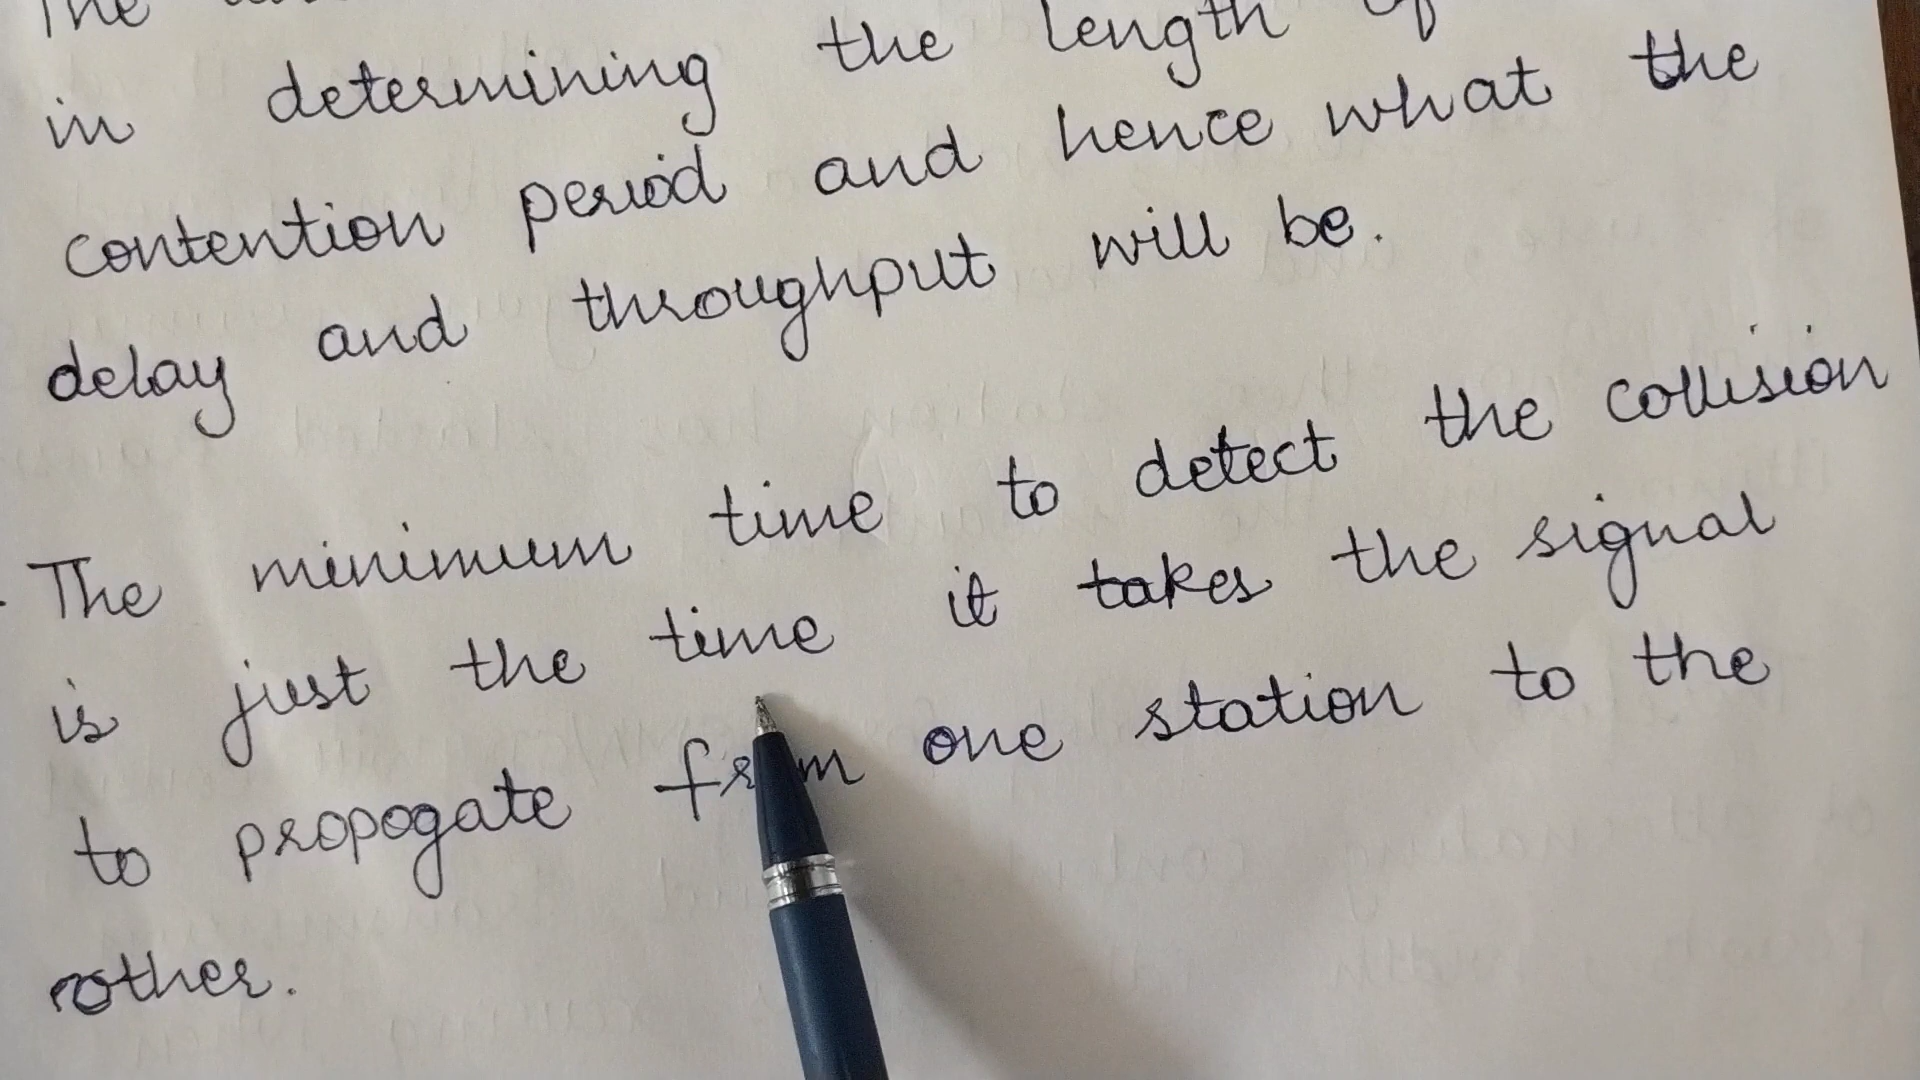 The
in determining the length of
contention period and hence what the
delay and throughput will be.
The minimum time to detect the collision
is just the time it takes the signal
to propogate from one station to the
other.